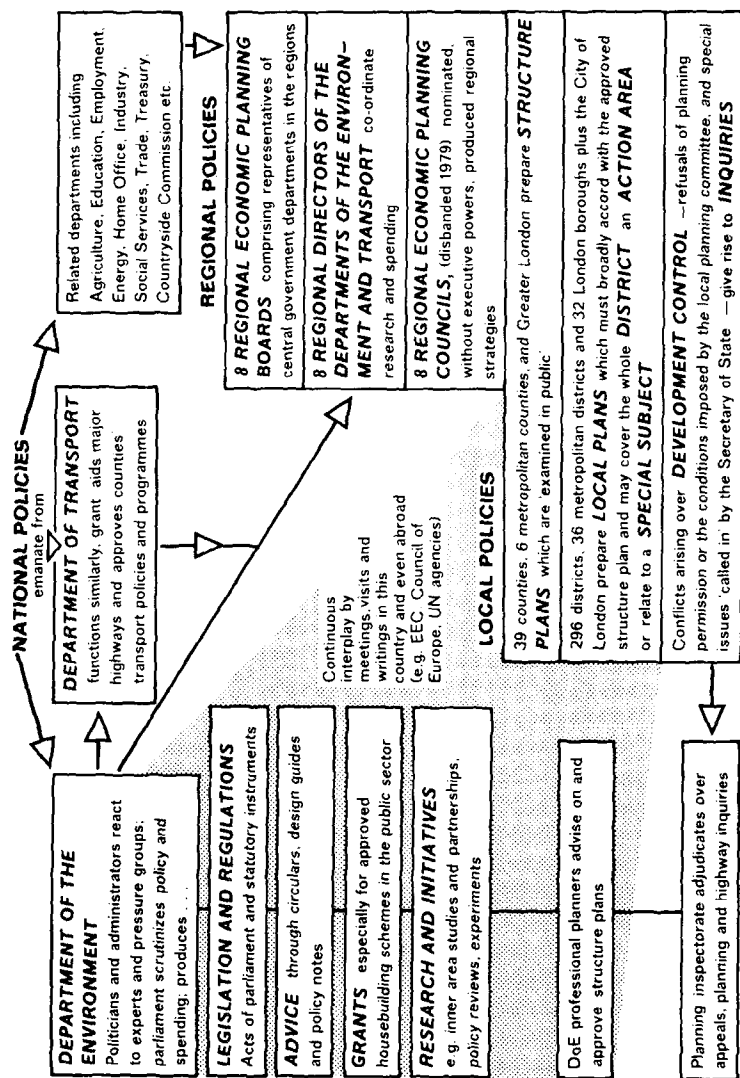 NATIONAL POLICIES
emanate from
DEPARTMENT OF THE
ENVIRONMENT
Politicians and administrators react
to experts and pressure groups;
parliament scrutinizes policy and
spending; produces . . .
DEPARTMENT OF TRANSPORT
functions similarly, grant aids major
highways and approves counties'
transport policies and programmes
Related departments including
Agriculture, Education, Employment,
Energy, Home Office, Industry,
Social Services, Trade, Treasury,
Countryside Commission etc.
LEGISLATION AND REGULATIONS
Acts of parliament and statutory instruments
ADVICE through circulars, design guides
and policy notes
GRANTS especially for approved
housebuilding schemes in the public sector
RESEARCH AND INITIATIVES
e.g. inner area studies and partnerships,
policy reviews, experiments
Continuous
interplay by
meetings, visits and
writings in this
country and even abroad
(e.g. EEC, Council of
Europe, UN agencies)
REGIONAL POLICIES
8 REGIONAL ECONOMIC PLANNING
BOARDS comprising representatives of
central government departments in the regions
8 REGIONAL DIRECTORS OF THE
DEPARTMENTS OF THE ENVIRON-
MENT AND TRANSPORT co-ordinate
research and spending
8 REGIONAL ECONOMIC PLANNING
COUNCILS, (disbanded 1979) nominated,
without executive powers, produced regional
strategies
LOCAL POLICIES
39 counties, 6 metropolitan counties, and Greater London prepare STRUCTURE
PLANS which are 'examined in public'
296 districts, 36 metropolitan districts and 32 London boroughs plus the City of
London prepare LOCAL PLANS which must broadly accord with the approved
structure plan and may cover the whole DISTRICT an ACTION AREA
or relate to a SPECIAL SUBJECT
Conflicts arising over DEVELOPMENT CONTROL —refusals of planning
permission or the conditions imposed by the local planning committee, and special
issues 'called in' by the Secretary of State —give rise to INQUIRIES
DoE professional planners advise on and
approve structure plans
Planning inspectorate adjudicates over
appeals, planning and highway inquiries